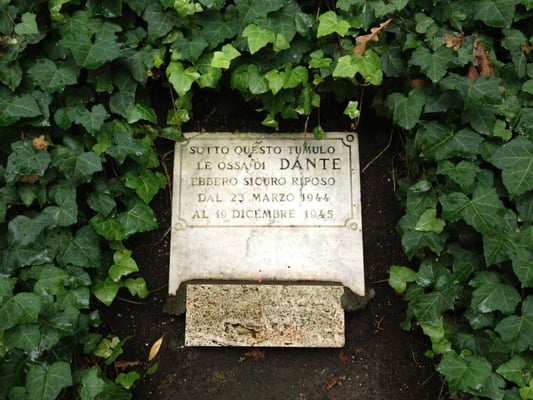 SOTTO QUESTO TUMULO
LE OSSA DI DANTE
EBBERO SICURO RIPOSO
DAL 23 MARZO 1944
AL 19 DICEMBRE 1945